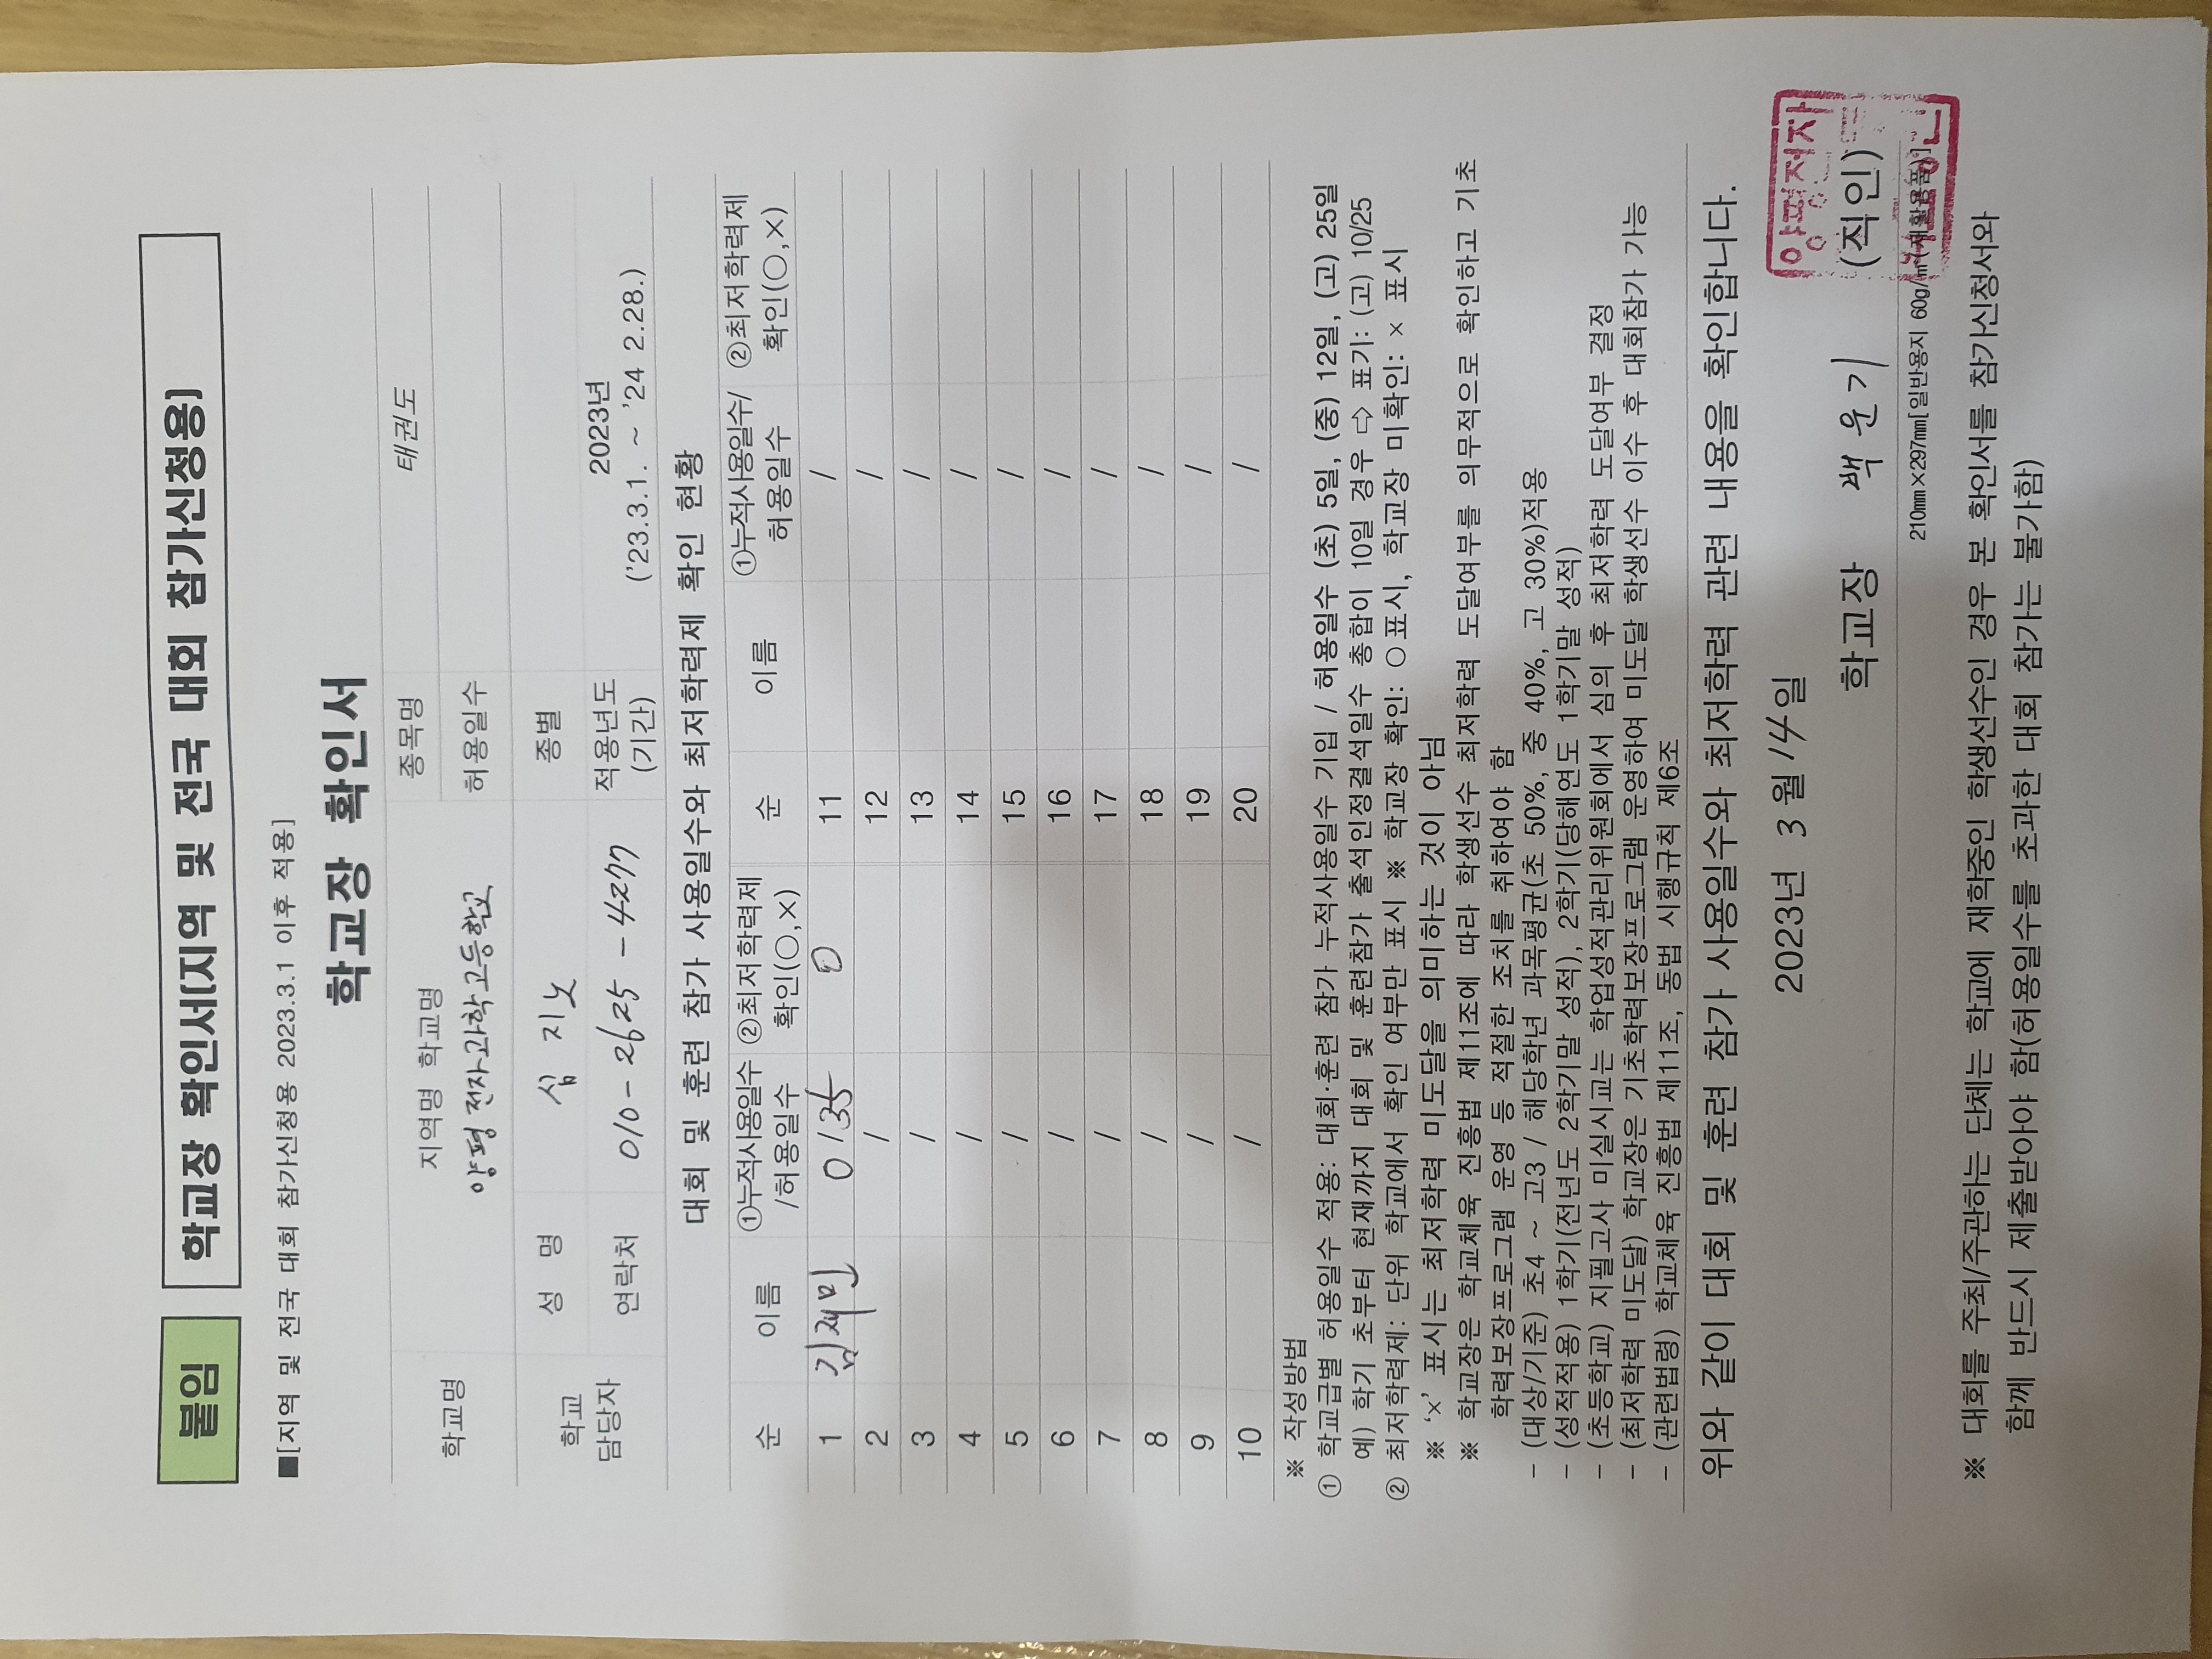 붙임
학교장 확인서(지역 및 전국 대회 참가신청용)
■[지역 및 전국 대회 참가신청용 2023.3.1 이후 적용]
학교장 확인서
학교명 지역명 학교명 양평전자과학고등학교 종목명 태권도
허용일수
학교 담당자 성 명 심지노 종별
연락처 010-2625-4277 적용년도(기간) 2023년 ('23.3.1. ~ '24 2.28.)
대회 및 훈련 참가 사용일수와 최저학력제 확인 현황
순 이름 ①누적사용일수/허용일수 ②최저학력제 확인(○,×) 순 이름 ①누적사용일수/허용일수 ②최저학력제 확인(○,×)
1 김재민 0/35 O 11 /
2 / 12 /
3 / 13 /
4 / 14 /
5 / 15 /
6 / 16 /
7 / 17 /
8 / 18 /
9 / 19 /
10 / 20 /
※ 작성방법
① 학교급별 허용일수 적용: 대회·훈련 참가 누적사용일수 기입 / 허용일수 (초) 5일, (중) 12일, (고) 25일
예) 학기 초부터 현재까지 대회 및 훈련참가 출석인정결석일수 총합이 10일 경우 ⇨ 표기: (고) 10/25
② 최저학력제: 단위 학교에서 확인 여부만 표시 ※ 학교장 확인: ○표시, 학교장 미확인: × 표시
※ '×' 표시는 최저학력 미도달을 의미하는 것이 아님
※ 학교장은 학교체육 진흥법 제11조에 따라 학생선수 최저학력 도달여부를 의무적으로 확인하고 기초
학력보장프로그램 운영 등 적절한 조치를 취하여야 함
- (대상/기준) 초4 ~ 고3 / 해당학년 과목평균(초 50%, 중 40%, 고 30%)적용
- (성적적용) 1학기(전년도 2학기말 성적), 2학기(당해연도 1학기말 성적)
- (초등학교) 지필고사 미실시교는 학업성적관리위원회에서 심의 후 최저학력 도달여부 결정
- (최저학력 미도달) 학교장은 기초학력보장프로그램 운영하여 미도달 학생선수 이수 후 대회참가 가능
- (관련법령) 학교체육 진흥법 제11조, 동법 시행규칙 제6조
위와 같이 대회 및 훈련 참가 사용일수와 최저학력 관련 내용을 확인합니다.
2023년 3월 14일
학교장 백운기 (직인)
양평전자
210㎜×297㎜[일반용지 60g/㎡(재활용품)]
※ 대회를 주최/주관하는 단체는 학교에 재학중인 학생선수인 경우 본 확인서를 참가신청서와
함께 반드시 제출받아야 함(허용일수를 초과한 대회 참가는 불가함)